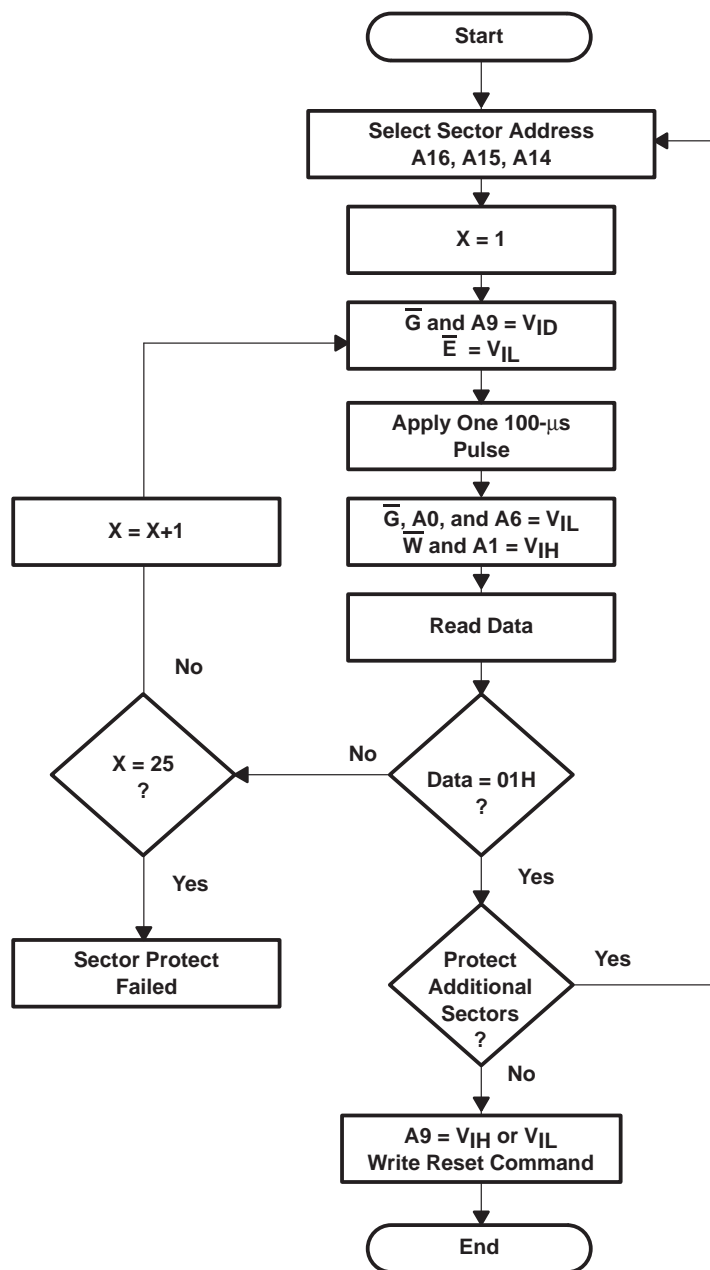 Start
Select Sector Address
A16, A15, A14
X = 1
G̅ and A9 = VID
E̅ = VIL
Apply One 100-μs
Pulse
G̅, A0, and A6 = VIL
W̅ and A1 = VIH
X = X+1
Read Data
No
X = 25
?
No
Data = 01H
?
Yes
Yes
Sector Protect
Failed
Protect
Additional
Sectors
?
Yes
No
A9 = VIH or VIL
Write Reset Command
End